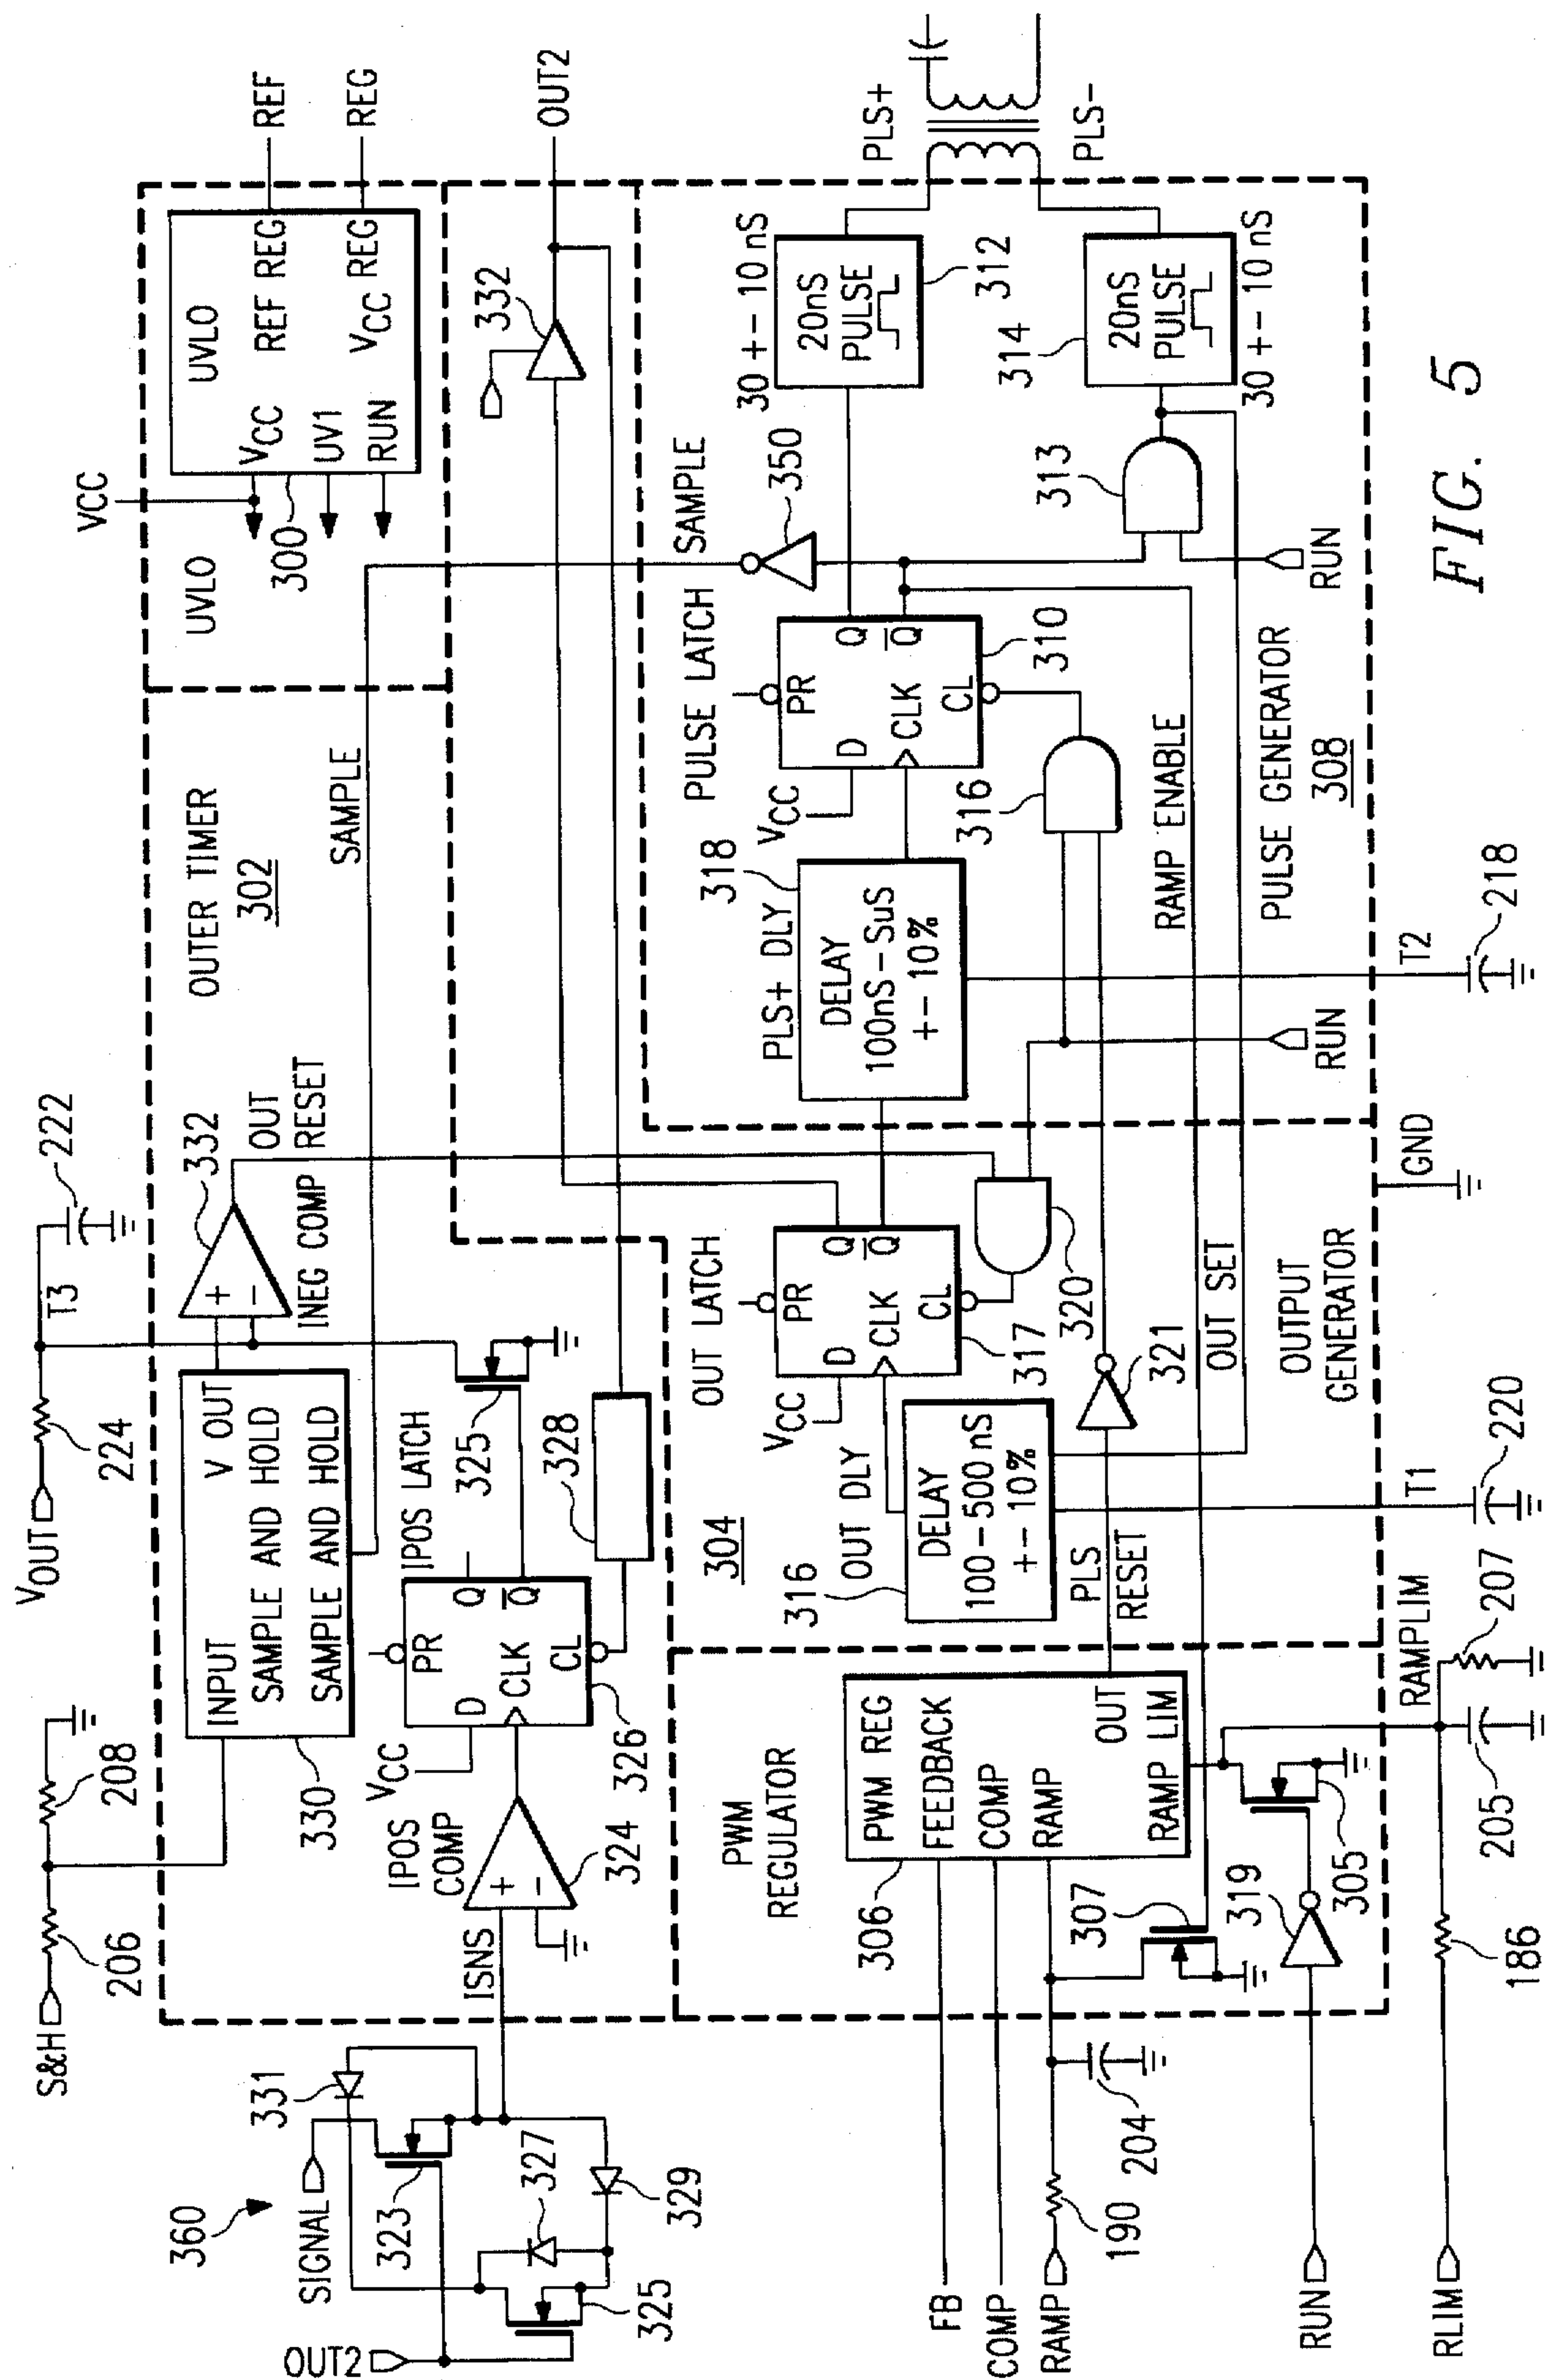 VCC
UVLO
UVLO
VCC
UV1
RUN
REF REG
VCC REG
300
REF
REG
OUTER TIMER
302
VOUT
224
T3
222
S&H
206
208
INPUT
V OUT
SAMPLE AND HOLD
SAMPLE AND HOLD
330
332
+
-
INEG COMP
OUT
RESET
SAMPLE
360
SIGNAL
331
323
327
329
325
OUT2
ISNS
IPOS
COMP
+
-
324
VCC
D
CLK
PR
CL
Q
Q
326
IPOS LATCH
325
328
332
OUT2
304
OUT LATCH
VCC
D
CLK
PR
CL
Q
Q
317
320
316
OUT DLY
DELAY
100-500nS
+-10%
321
PLS
RESET
OUT SET
OUTPUT
GENERATOR
T1
220
GND
PWM
REGULATOR
306
PWM REG
FEEDBACK
COMP
RAMP
OUT
RAMP LIM
307
319
305
FB
COMP
RAMP
190
204
RUN
RLIM
186
205
207
RAMPLIM
PULSE LATCH
SAMPLE
350
318
PLS+ DLY
DELAY
100nS-SuS
+-10%
VCC
D
CLK
PR
CL
Q
Q
310
316
RAMP ENABLE
PULSE GENERATOR
308
RUN
T2
218
30 +- 10 nS
20nS
PULSE
312
313
314
20nS
PULSE
30 +- 10 nS
RUN
PLS+
PLS-
FIG. 5